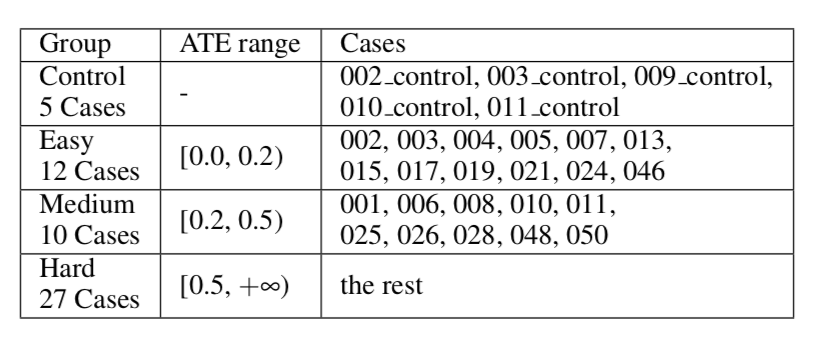 Group ATE range Cases
Control
5 Cases
-
002_control, 003_control, 009_control,
010_control, 011_control
Easy
12 Cases
[0.0, 0.2)
002, 003, 004, 005, 007, 013,
015, 017, 019, 021, 024, 046
Medium
10 Cases
[0.2, 0.5)
001, 006, 008, 010, 011,
025, 026, 028, 048, 050
Hard
27 Cases
[0.5, +∞)
the rest